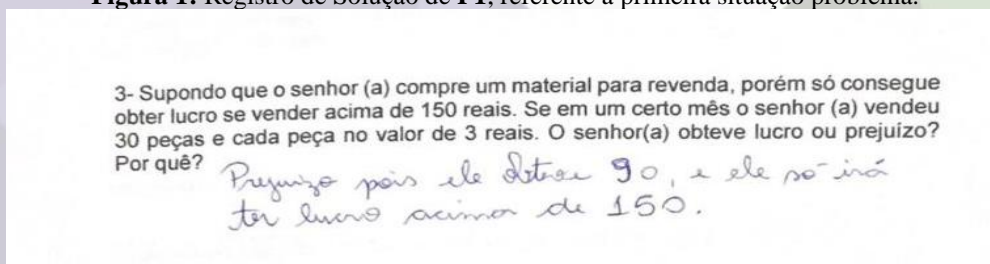 Figura 1: Registro de Solução de P1, referente à primeira situação problema.
3- Supondo que o senhor (a) compre um material para revenda, porém só consegue
obter lucro se vender acima de 150 reais. Se em um certo mês o senhor (a) vendeu
30 peças e cada peça no valor de 3 reais. O senhor(a) obteve lucro ou prejuízo?
Por quê?
Prejuizo pois ele obteve 90, e ele só irá
ter lucro acima de 150.